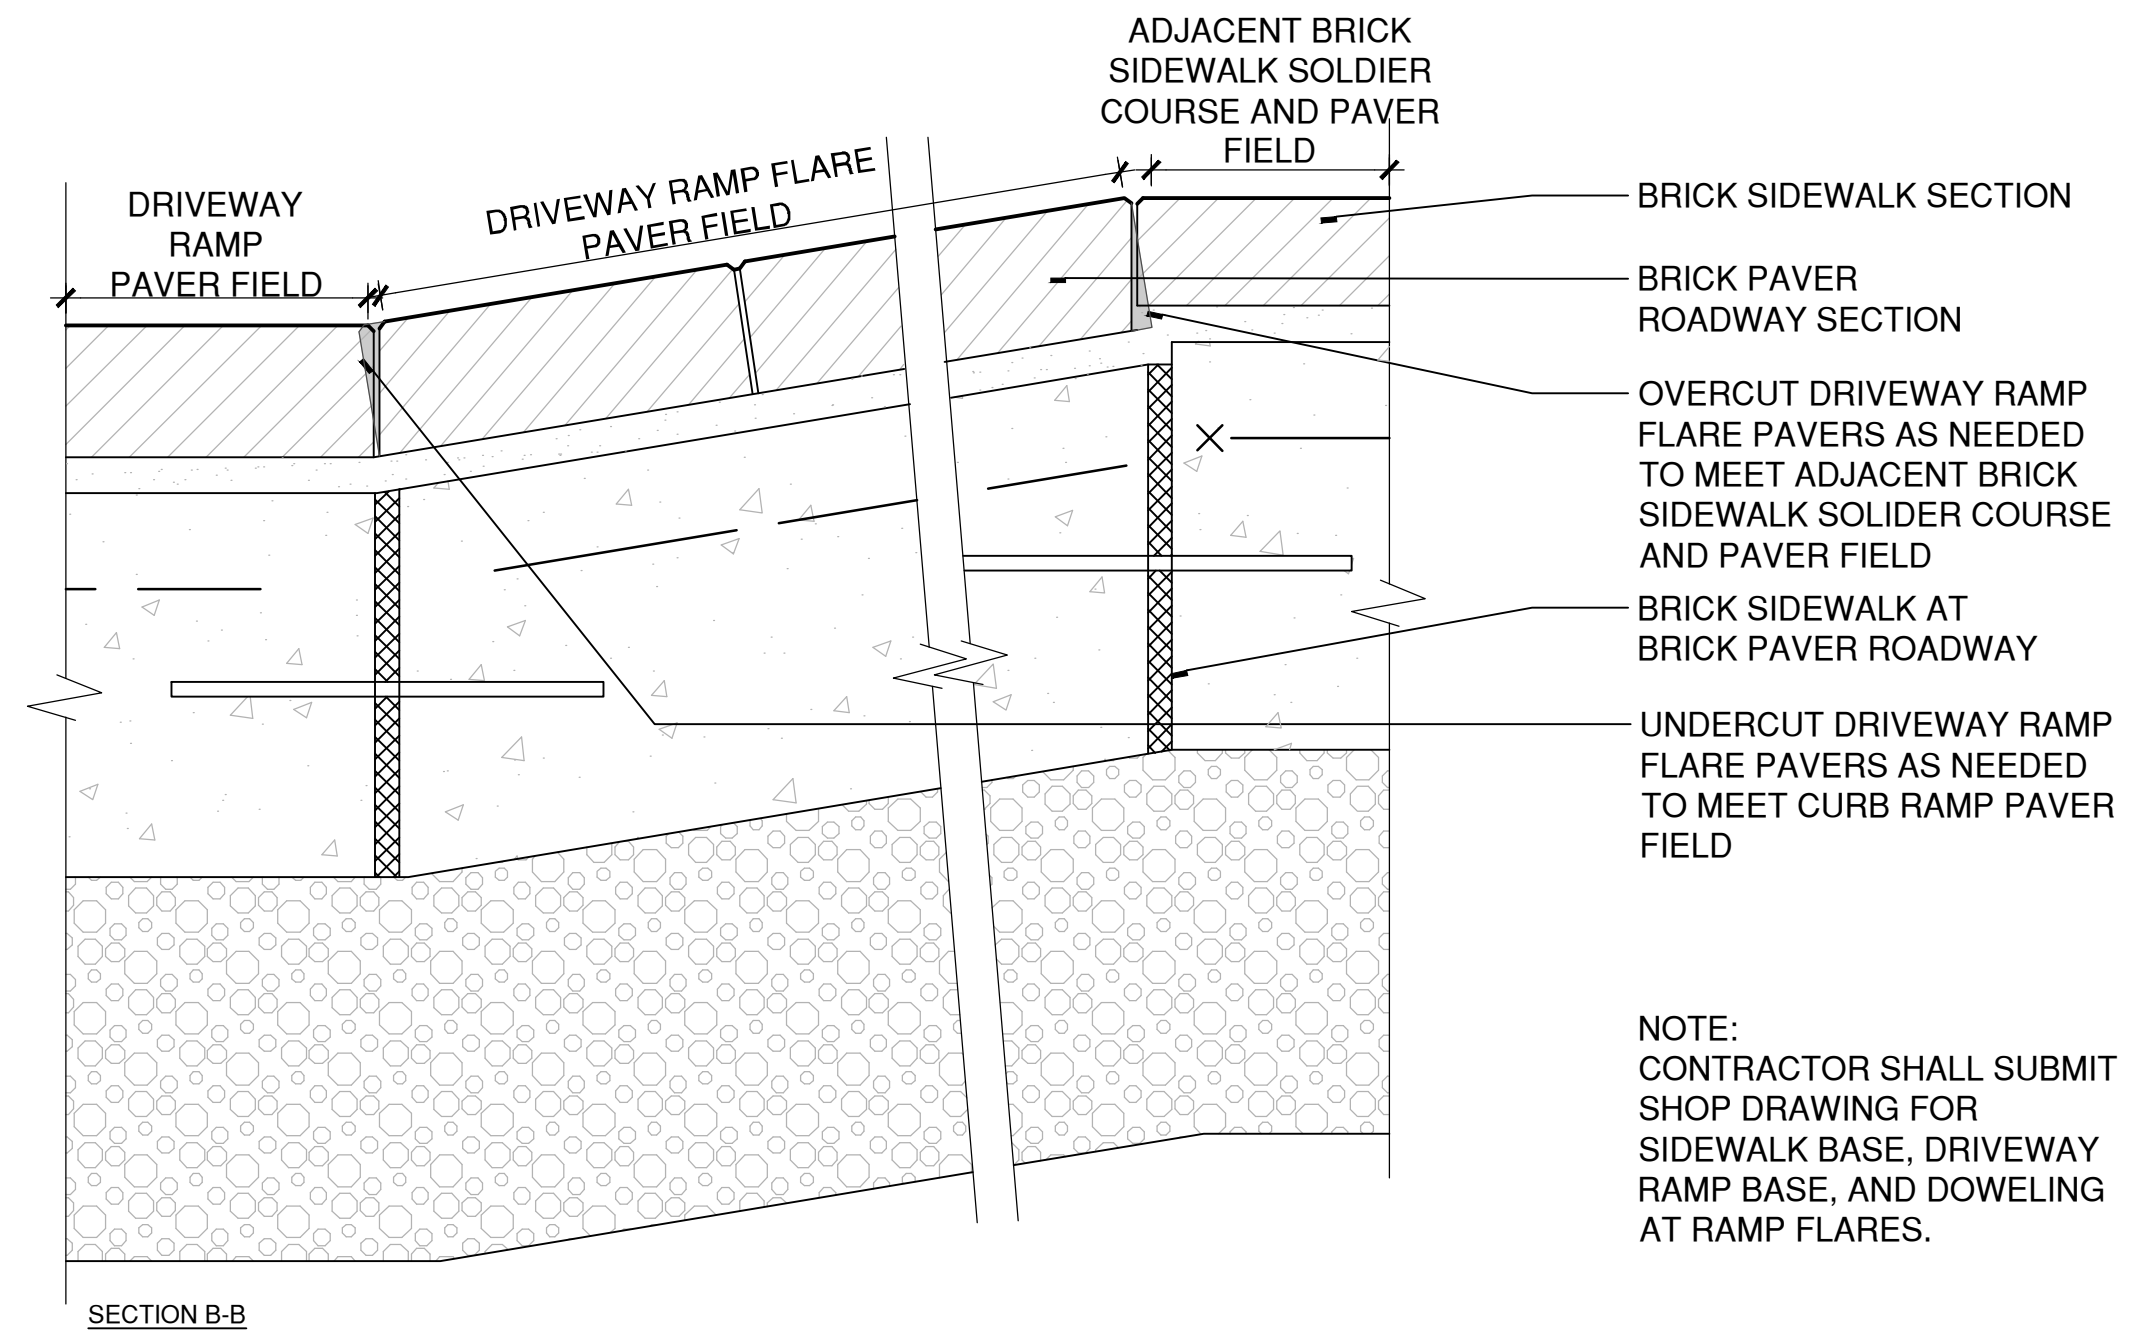 ADJACENT BRICK
SIDEWALK SOLDIER
COURSE AND PAVER
FIELD
DRIVEWAY RAMP FLARE
PAVER FIELD
DRIVEWAY
RAMP
PAVER FIELD
BRICK SIDEWALK SECTION
BRICK PAVER
ROADWAY SECTION
OVERCUT DRIVEWAY RAMP
FLARE PAVERS AS NEEDED
TO MEET ADJACENT BRICK
SIDEWALK SOLIDER COURSE
AND PAVER FIELD
BRICK SIDEWALK AT
BRICK PAVER ROADWAY
UNDERCUT DRIVEWAY RAMP
FLARE PAVERS AS NEEDED
TO MEET CURB RAMP PAVER
FIELD
NOTE:
CONTRACTOR SHALL SUBMIT
SHOP DRAWING FOR
SIDEWALK BASE, DRIVEWAY
RAMP BASE, AND DOWELING
AT RAMP FLARES.
SECTION B-B